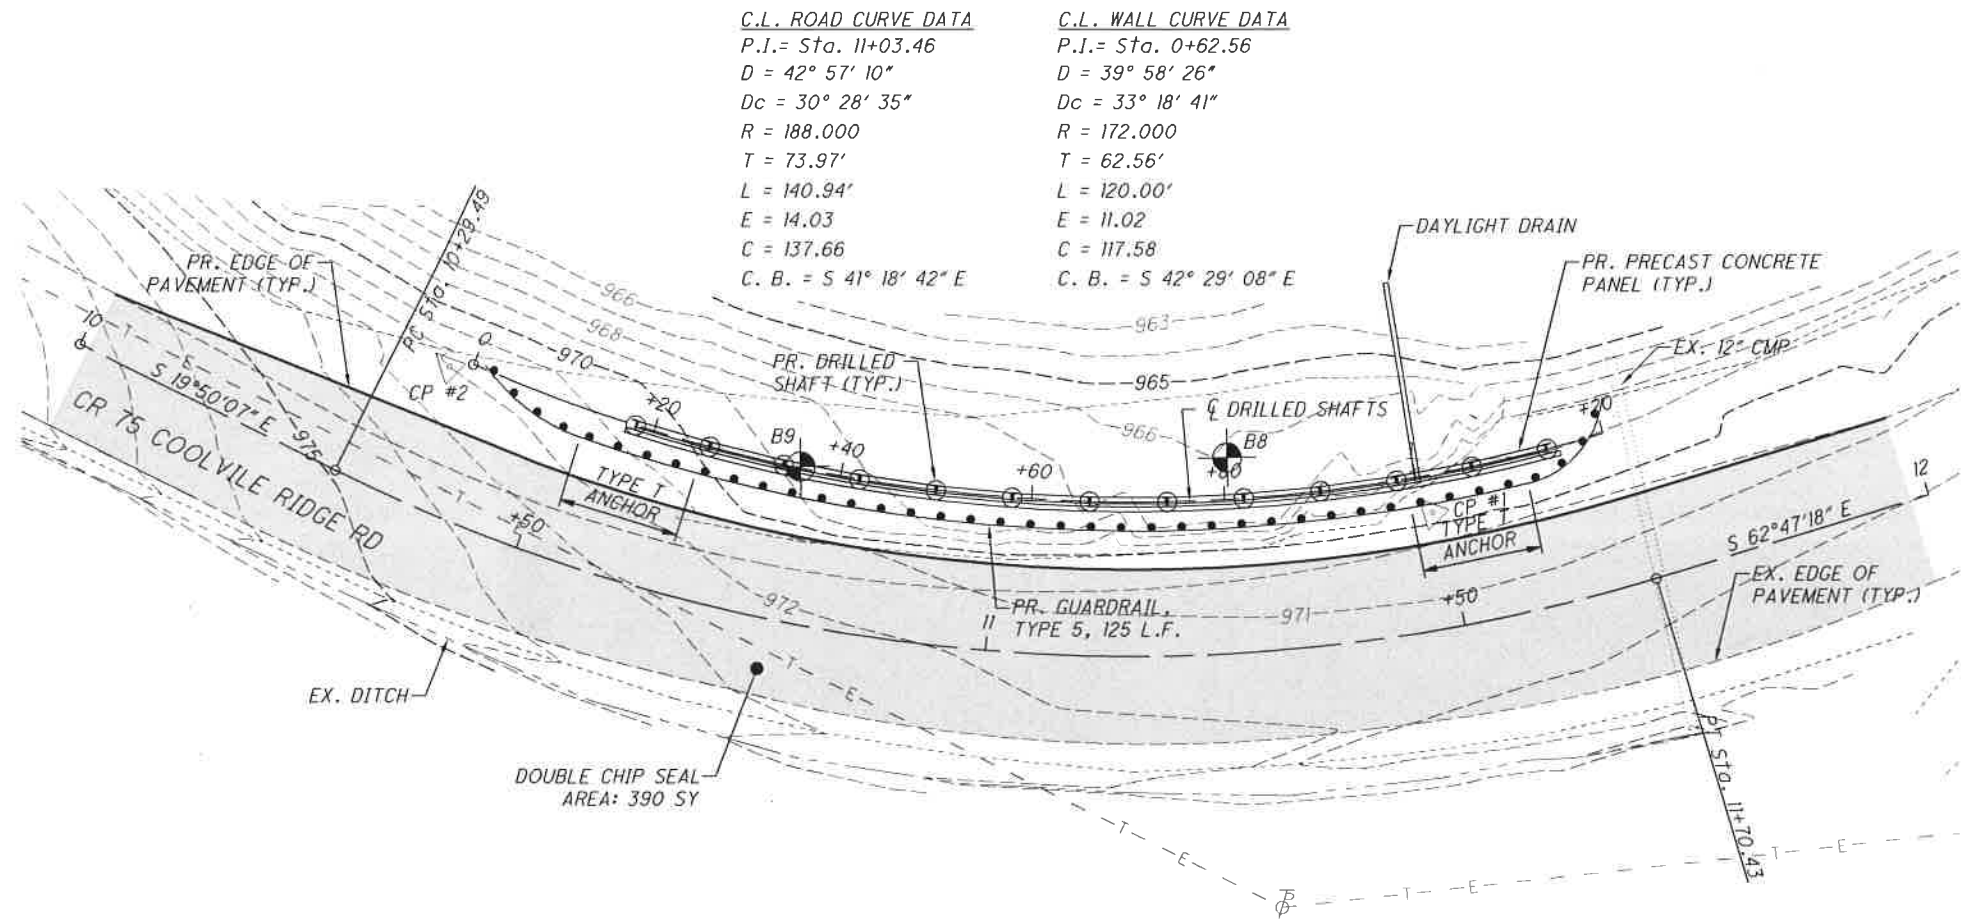 C.L. ROAD CURVE DATA
P.I.= Sta. 11+03.46
D = 42° 57' 10"
Dc = 30° 28' 35"
R = 188.000
T = 73.97'
L = 140.94'
E = 14.03
C = 137.66
C. B. = S 41° 18' 42" E
C.L. WALL CURVE DATA
P.I.= Sta. 0+62.56
D = 39° 58' 26"
Dc = 33° 18' 41"
R = 172.000
T = 62.56'
L = 120.00'
E = 11.02
C = 117.58
C. B. = S 42° 29' 08" E
PC Sta. 10+29.49
PR. EDGE OF
PAVEMENT (TYP.)
DAYLIGHT DRAIN
PR. PRECAST CONCRETE
PANEL (TYP.)
966
968
970
963
965
966
10
T
E
S 19°50'07" E
975
CP #2
0
PR. DRILLED
SHAFT (TYP.)
EX. 12" CMP
℄ DRILLED SHAFTS
+20
B9
+40
+60
B8
+80
+20
CR 75 COOLVILE RIDGE RD
TYPE T
ANCHOR
T
E
+50
CP #1
TYPE T
ANCHOR
12
S 62°47'18" E
EX. EDGE OF
PAVEMENT (TYP.)
972
PR. GUARDRAIL,
TYPE 5, 125 L.F.
11
971
+50
EX. DITCH
T
E
DOUBLE CHIP SEAL
AREA: 390 SY
PT Sta. 11+70.43
T
E
T
E
T
E